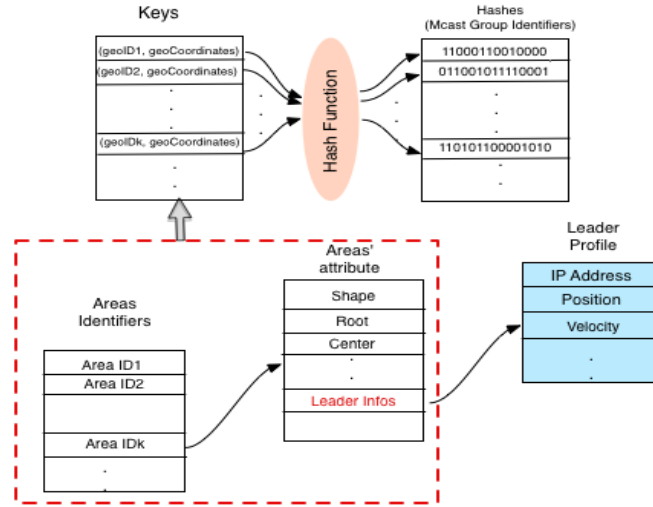 Keys
(geoID1, geoCoordinates)
(geoID2, geoCoordinates)
(geoIDk, geoCoordinates)
Hash Function
Hashes
(Mcast Group Identifiers)
11000110010000
011001011110001
110101100001010
Areas
Identifiers
Area ID1
Area ID2
Area IDk
Areas'
attribute
Shape
Root
Center
Leader Infos
Leader
Profile
IP Address
Position
Velocity